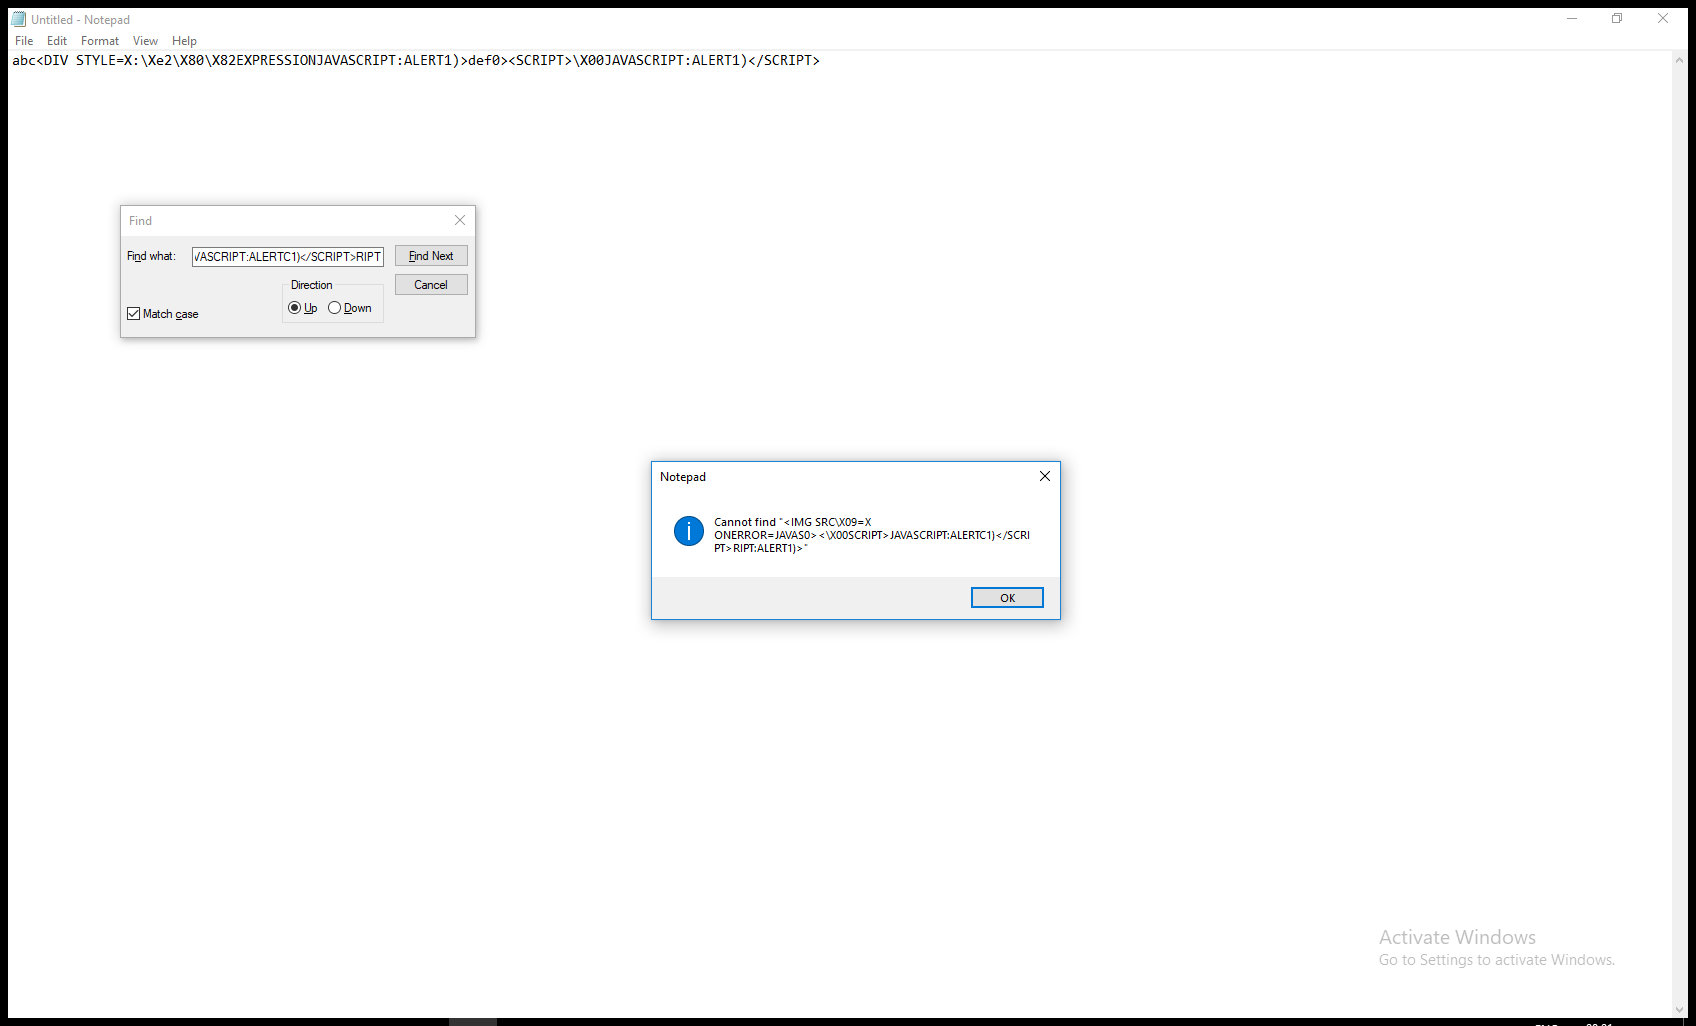 Untitled - Notepad
File Edit Format View Help
abc<DIV STYLE=X:\Xe2\X80\X82EXPRESSIONJAVASCRIPT:ALERT1)>def0><SCRIPT>\X00JAVASCRIPT:ALERT1)</SCRIPT>
Find
Find what: VASCRIPT:ALERTC1)</SCRIPT>RIPT Find Next
Direction Cancel
Up Down
Match case
Notepad
Cannot find "<IMG SRC\X09=X
ONERROR=JAVAS0><\X00SCRIPT>JAVASCRIPT:ALERTC1)</SCRI
PT>RIPT:ALERT1)>"
OK
Activate Windows
Go to Settings to activate Windows.